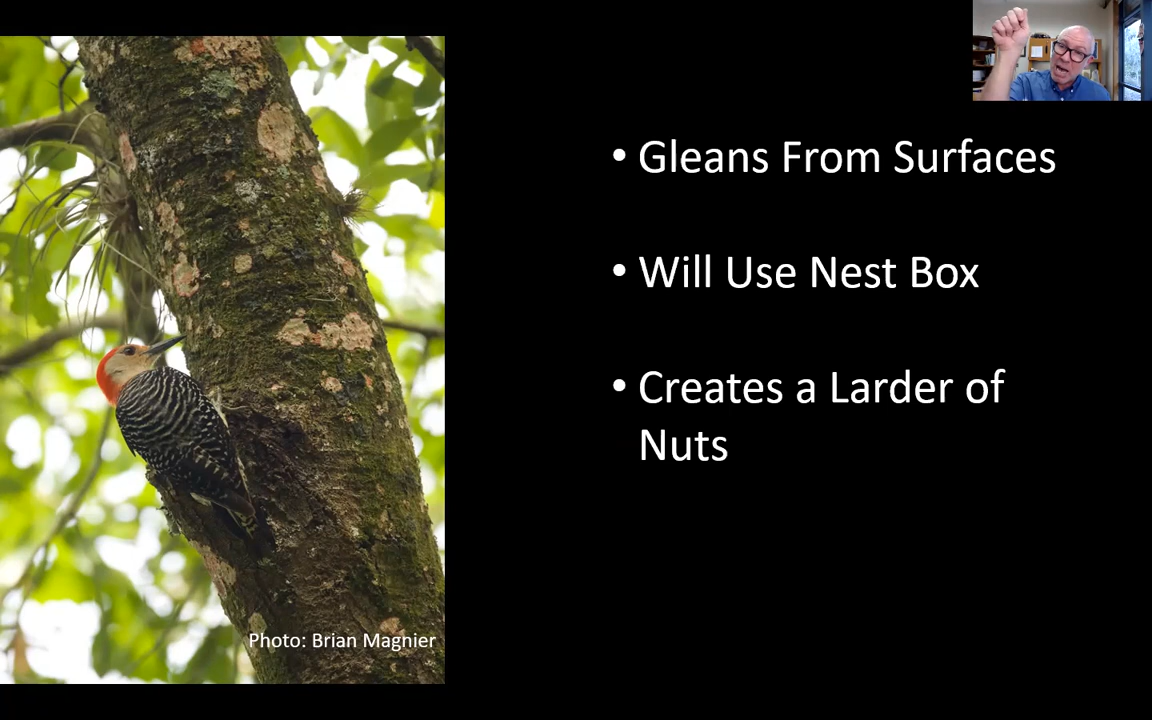 • Gleans From Surfaces
• Will Use Nest Box
• Creates a Larder of
Nuts
Photo: Brian Magnier